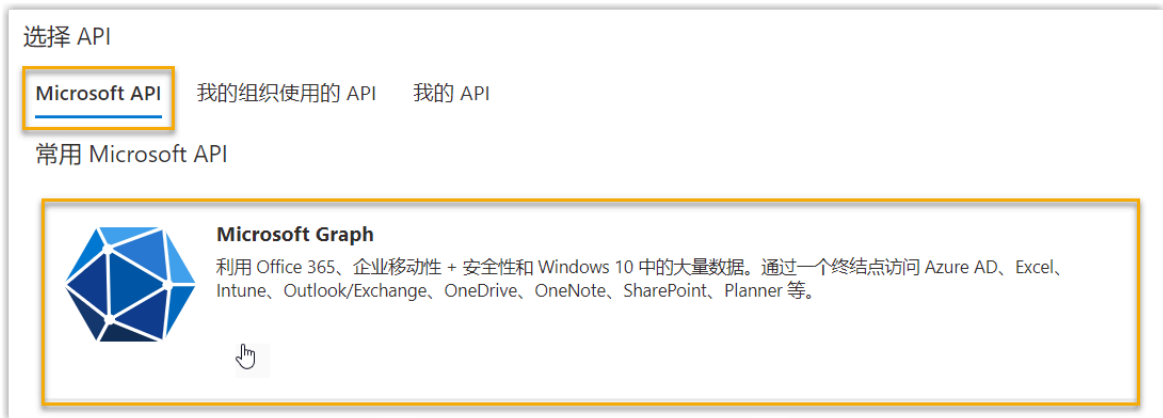 选择 API
Microsoft API 我的组织使用的 API 我的 API
常用 Microsoft API
Microsoft Graph
利用 Office 365、企业移动性 + 安全性和 Windows 10 中的大量数据。通过一个终结点访问 Azure AD、Excel、
Intune、Outlook/Exchange、OneDrive、OneNote、SharePoint、Planner 等。